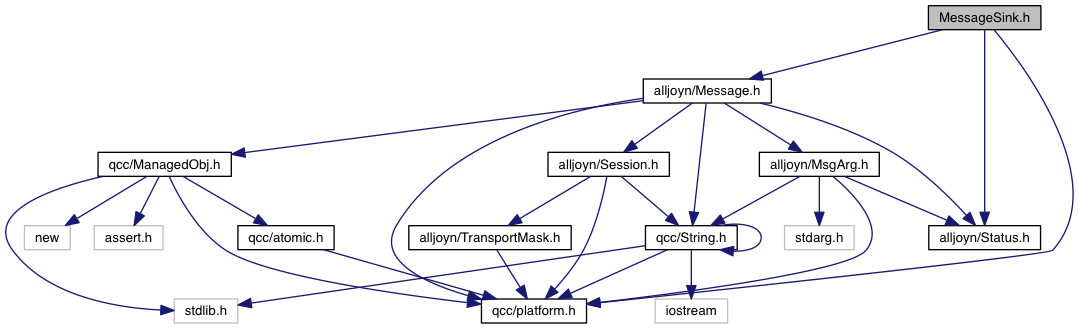 MessageSink.h
alljoyn/Message.h
qcc/ManagedObj.h
alljoyn/Session.h
alljoyn/MsgArg.h
new
assert.h
qcc/atomic.h
alljoyn/TransportMask.h
qcc/String.h
stdarg.h
alljoyn/Status.h
stdlib.h
qcc/platform.h
iostream